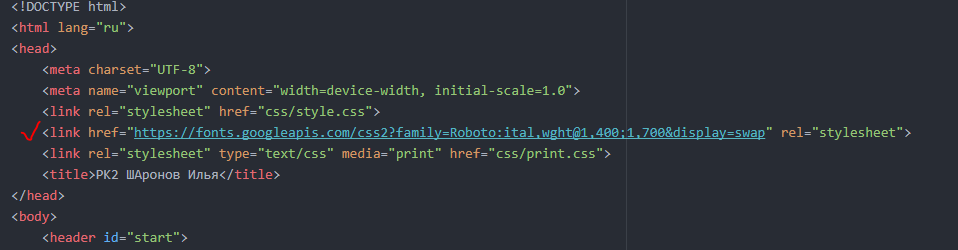 <!DOCTYPE html>
<html lang="ru">
<head>
<meta charset="UTF-8">
<meta name="viewport" content="width=device-width, initial-scale=1.0">
<link rel="stylesheet" href="css/style.css">
<link href="https://fonts.googleapis.com/css2?family=Roboto:ital,wght@1,400;1,700&display=swap" rel="stylesheet">
<link rel="stylesheet" type="text/css" media="print" href="css/print.css">
<title>РК2 ШАронов Илья</title>
</head>
<body>
<header id="start">